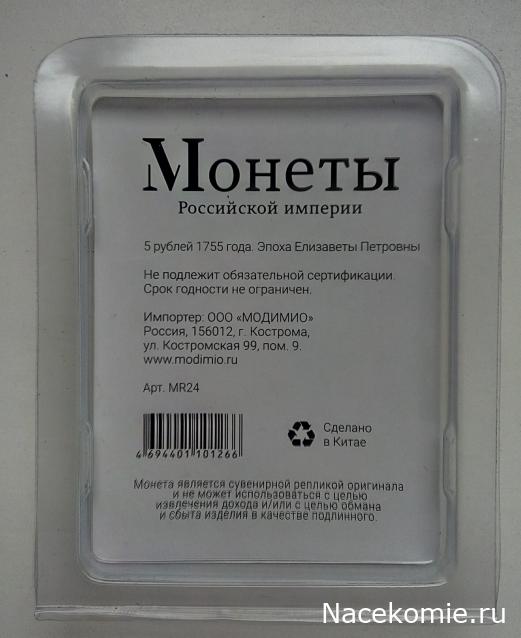 Монеты
Российской империи
5 рублей 1755 года. Эпоха Елизаветы Петровны
Не подлежит обязательной сертификации.
Срок годности не ограничен.
Импортер: ООО «МОДИМИО»
Россия, 156012, г. Кострома,
ул. Костромская 99, пом. 9.
www.modimio.ru
Арт. MR24
4 694401 101266
Сделано
в Китае
Монета является сувенирной репликой оригинала
и не может использоваться с целью
извлечения дохода и/или с целью обмана
и сбыта изделия в качестве подлинного.
Nacekomie.ru